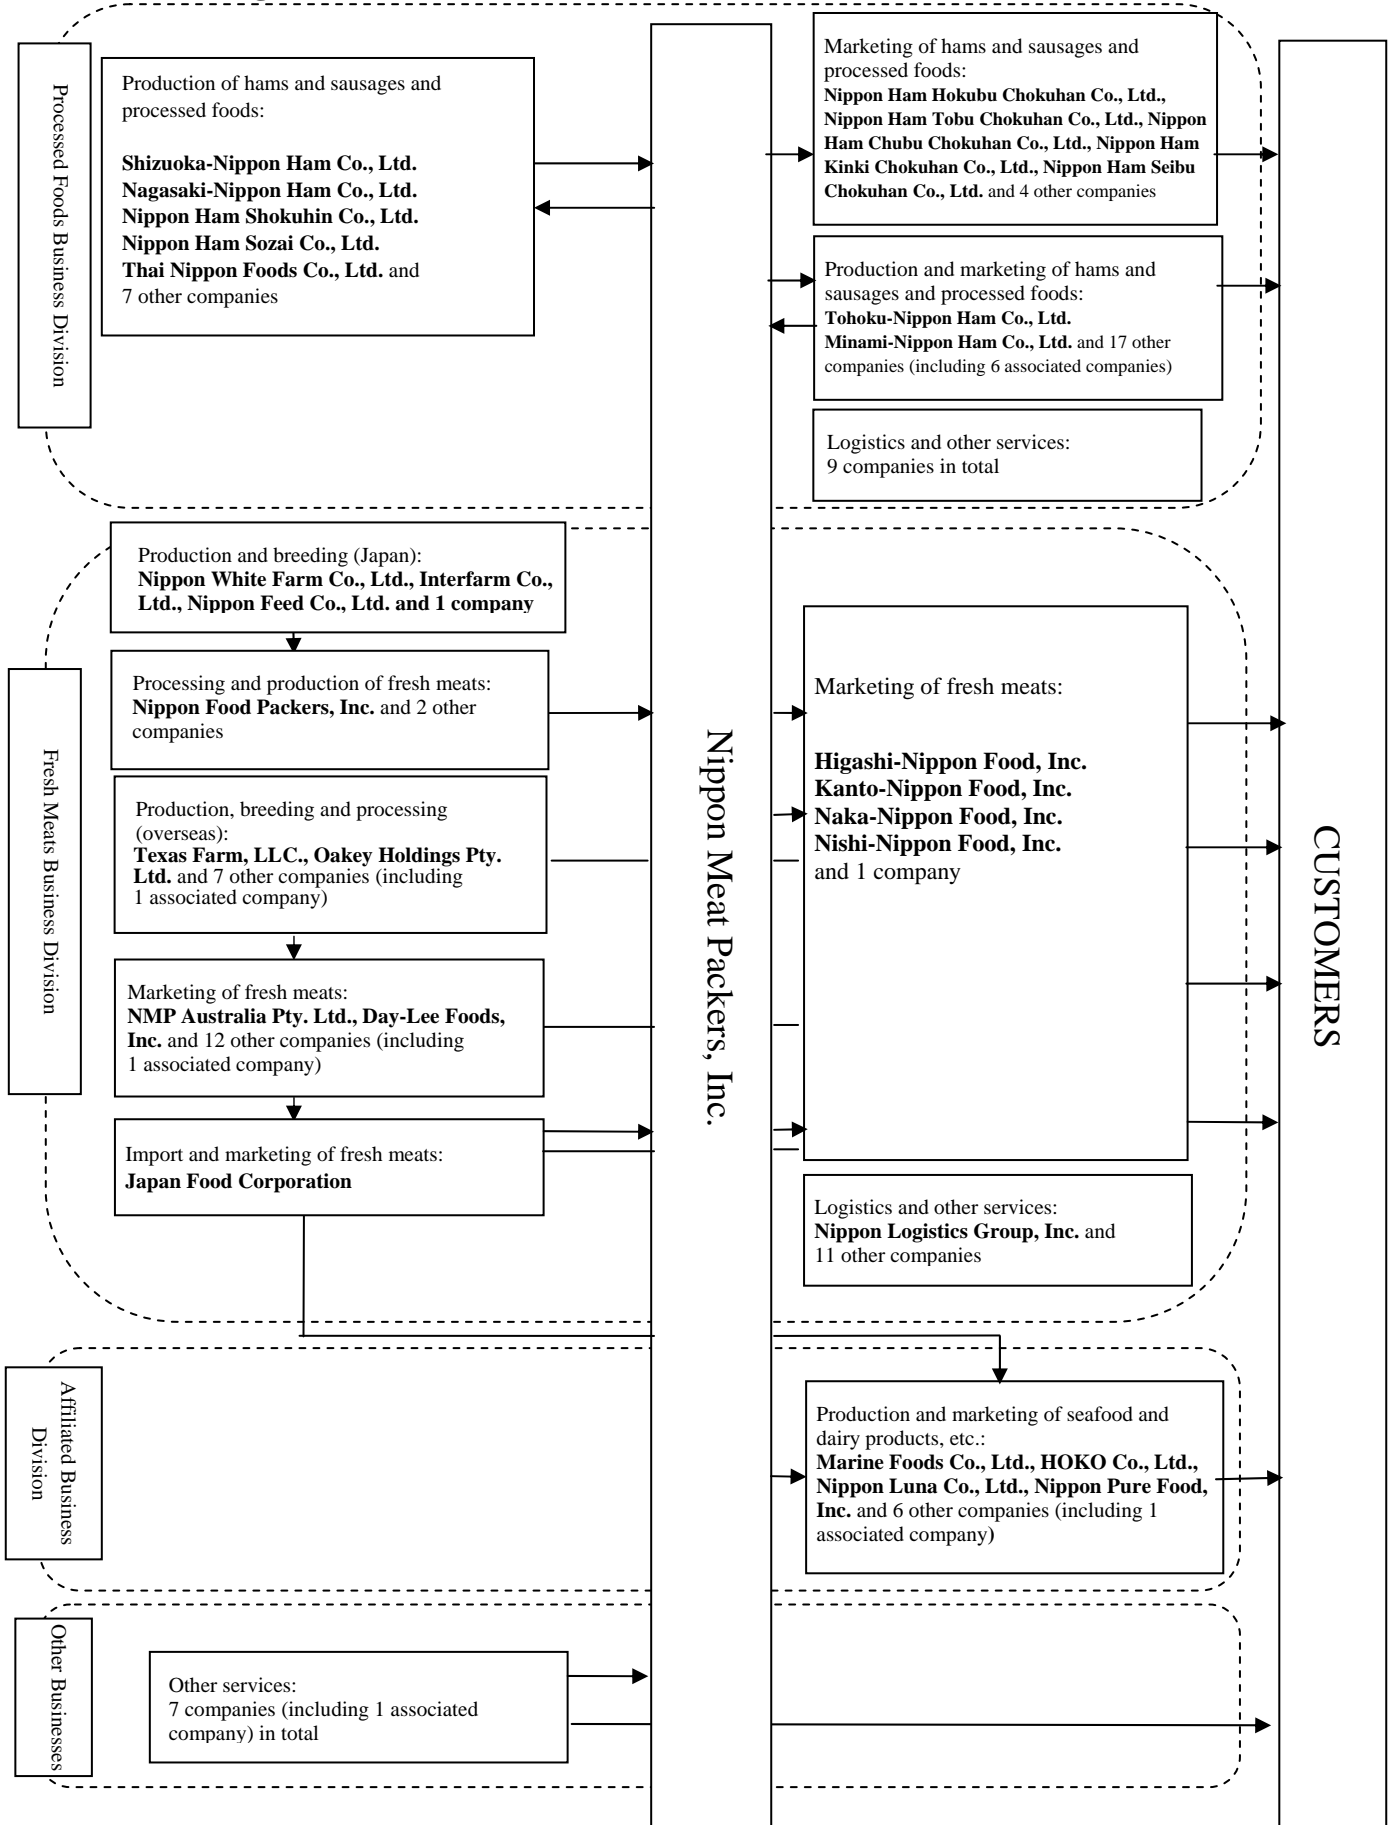 Processed Foods Business Division
Production of hams and sausages and
processed foods:
Shizuoka-Nippon Ham Co., Ltd.
Nagasaki-Nippon Ham Co., Ltd.
Nippon Ham Shokuhin Co., Ltd.
Nippon Ham Sozai Co., Ltd.
Thai Nippon Foods Co., Ltd. and
7 other companies
Marketing of hams and sausages and
processed foods:
Nippon Ham Hokubu Chokuhan Co., Ltd.,
Nippon Ham Tobu Chokuhan Co., Ltd., Nippon
Ham Chubu Chokuhan Co., Ltd., Nippon Ham
Kinki Chokuhan Co., Ltd., Nippon Ham Seibu
Chokuhan Co., Ltd. and 4 other companies
Production and marketing of hams and
sausages and processed foods:
Tohoku-Nippon Ham Co., Ltd.
Minami-Nippon Ham Co., Ltd. and 17 other
companies (including 6 associated companies)
Logistics and other services:
9 companies in total
Fresh Meats Business Division
Production and breeding (Japan):
Nippon White Farm Co., Ltd., Interfarm Co.,
Ltd., Nippon Feed Co., Ltd. and 1 company
Processing and production of fresh meats:
Nippon Food Packers, Inc. and 2 other
companies
Production, breeding and processing
(overseas):
Texas Farm, LLC., Oakey Holdings Pty.
Ltd. and 7 other companies (including
1 associated company)
Marketing of fresh meats:
NMP Australia Pty. Ltd., Day-Lee Foods,
Inc. and 12 other companies (including
1 associated company)
Import and marketing of fresh meats:
Japan Food Corporation
Nippon Meat Packers, Inc.
Marketing of fresh meats:
Higashi-Nippon Food, Inc.
Kanto-Nippon Food, Inc.
Naka-Nippon Food, Inc.
Nishi-Nippon Food, Inc.
and 1 company
Logistics and other services:
Nippon Logistics Group, Inc. and
11 other companies
CUSTOMERS
Affiliated Business
Division
Production and marketing of seafood and
dairy products, etc.:
Marine Foods Co., Ltd., HOKO Co., Ltd.,
Nippon Luna Co., Ltd., Nippon Pure Food,
Inc. and 6 other companies (including 1
associated company)
Other Businesses
Other services:
7 companies (including 1 associated
company) in total